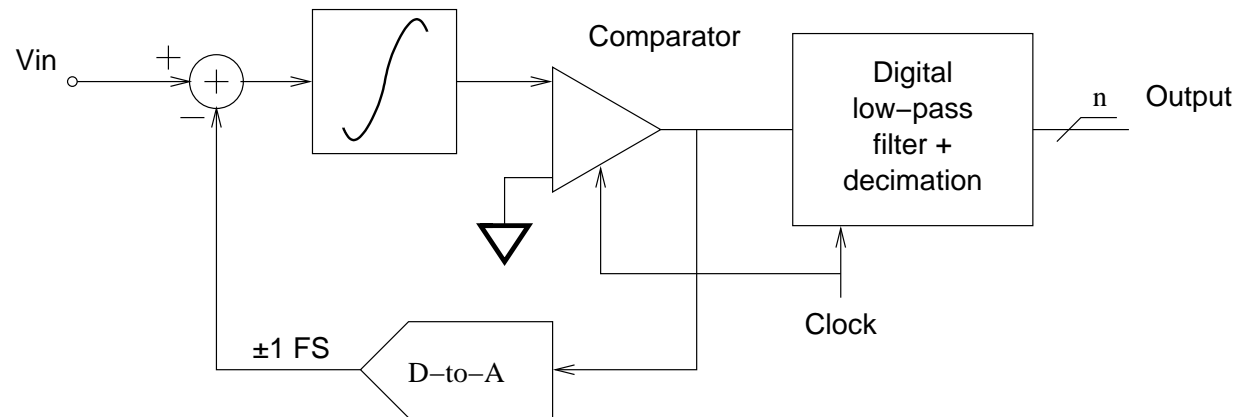 Vin
+
+
−
Comparator
Digital
low−pass
filter +
decimation
n
Output
Clock
±1 FS
D−to−A